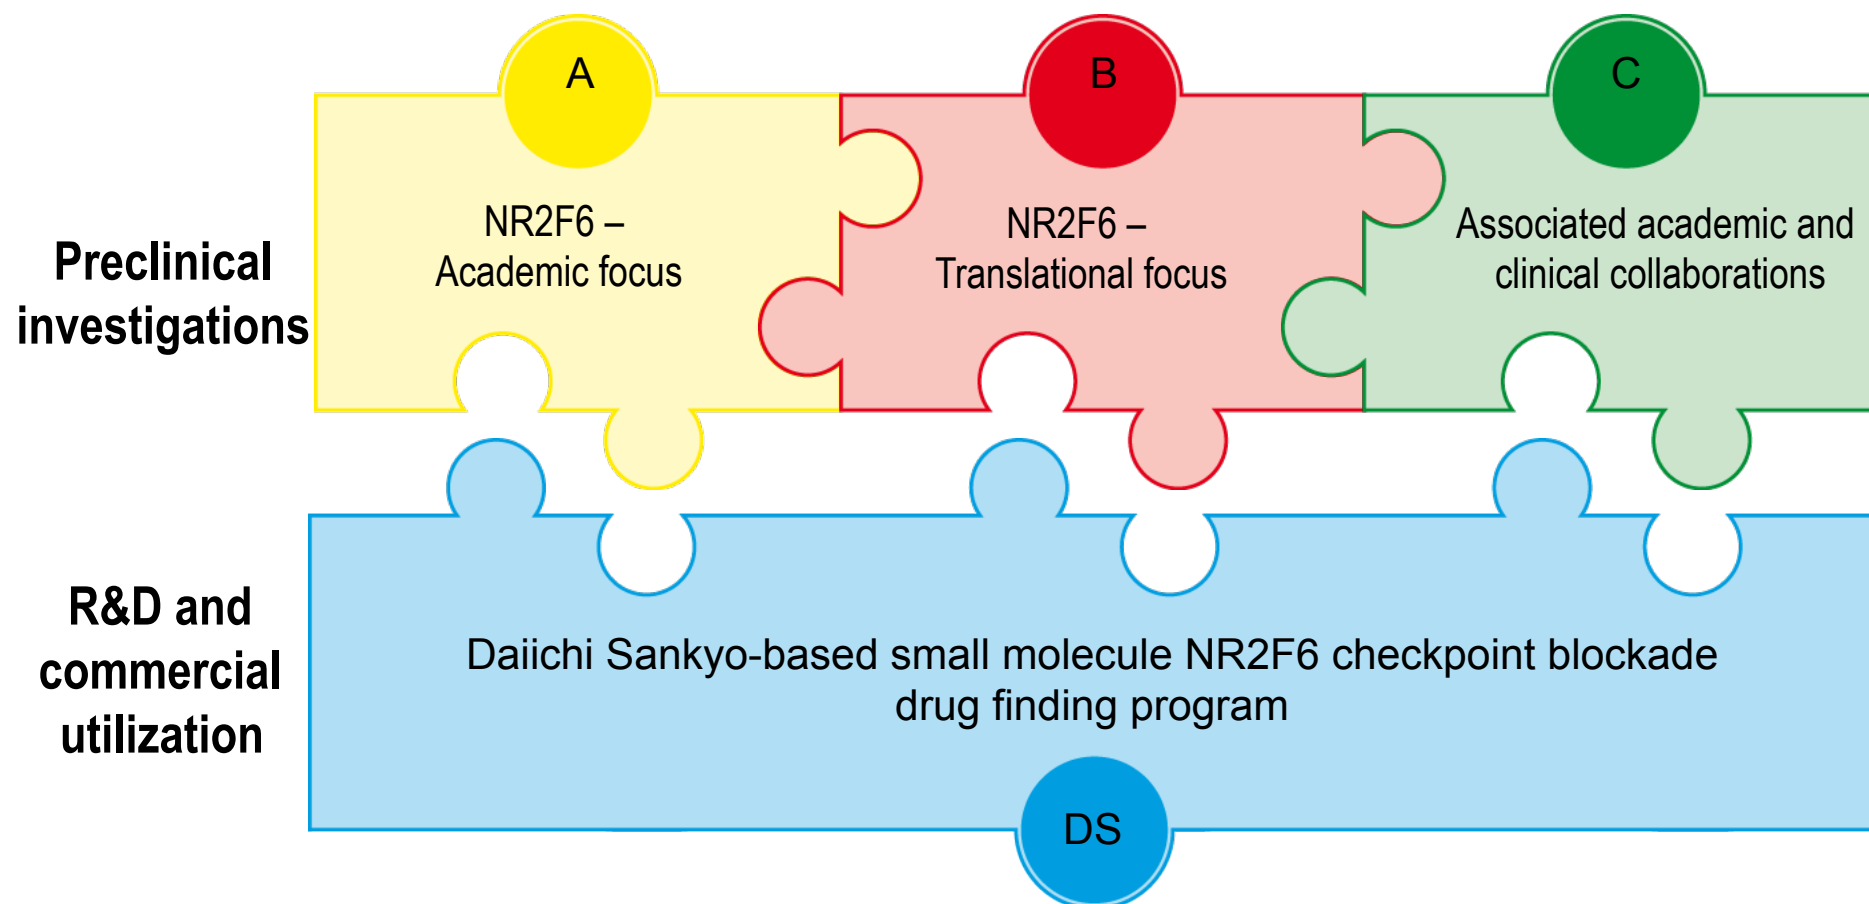 A
B
C
NR2F6 –
Academic focus
NR2F6 –
Translational focus
Associated academic and
clinical collaborations
Preclinical
investigations
R&D and
commercial
utilization
Daiichi Sankyo-based small molecule NR2F6 checkpoint blockade
drug finding program
DS